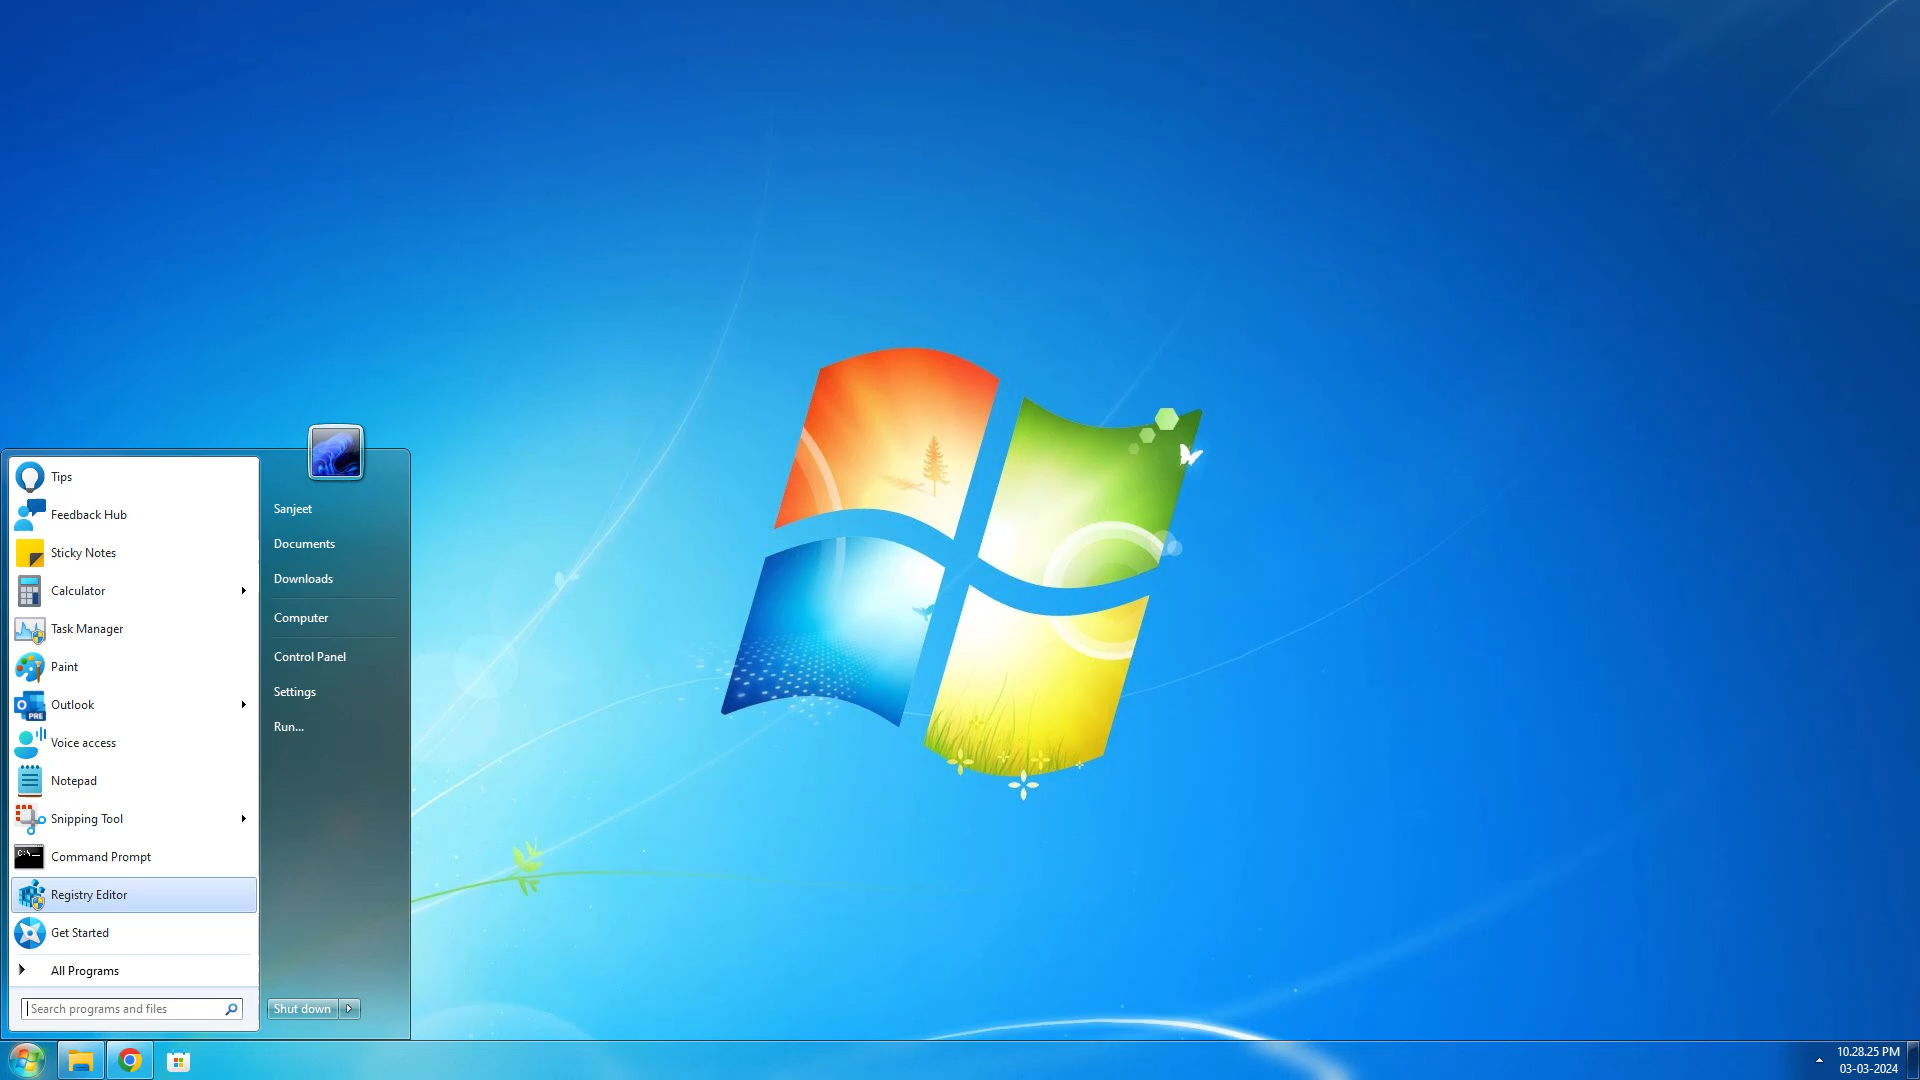 Tips
Feedback Hub
Sticky Notes
Calculator
Task Manager
Paint
Outlook
PRE
Voice access
Notepad
Snipping Tool
C:\_
Command Prompt
Registry Editor
Get Started
All Programs
Search programs and files
Sanjeet
Documents
Downloads
Computer
Control Panel
Settings
Run...
Shut down
10.28.25 PM
03-03-2024